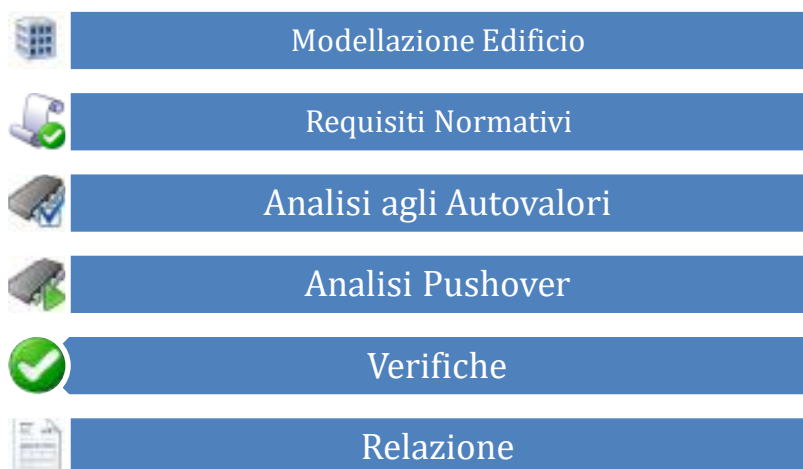 Modellazione Edificio
Requisiti Normativi
Analisi agli Autovalori
Analisi Pushover
Verifiche
Relazione